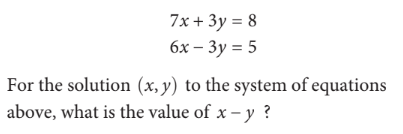 7x + 3y = 8
6x – 3y = 5
For the solution (x, y) to the system of equations
above, what is the value of x – y ?